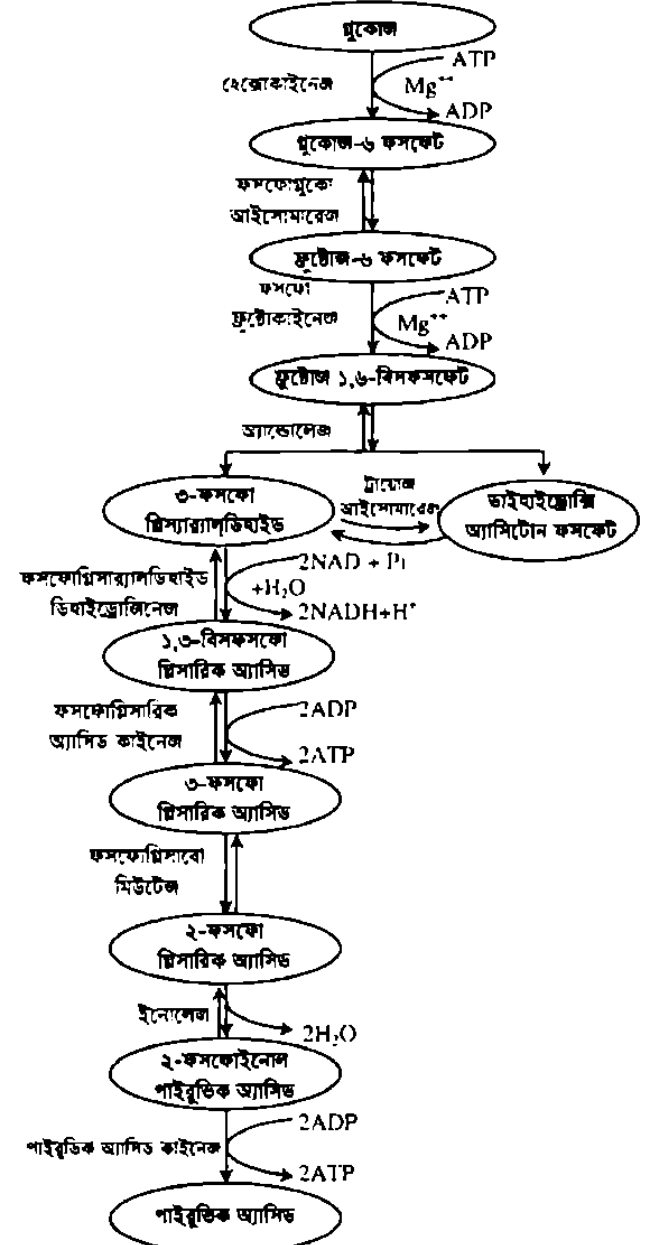 গ্লুকোজ
ATP
হেক্সোকাইনেজ
Mg⁺⁺
ADP
গ্লুকোজ-৬ ফসফেট
ফসফোগ্লুকো
আইসোমারেজ
ফ্রুক্টোজ-৬ ফসফেট
ফসফো
ফ্রুক্টোকাইনেজ
ATP
Mg⁺⁺
ADP
ফ্রুক্টোজ ১,৬-বিসফসফেট
অ্যান্ডোলেজ
৩-ফসফো
গ্লিস্যার‍্যাল্ডিহাইড
ট্রায়োজ
আইসোমারেজ
ডাইহাইড্রোক্সি
অ্যাসিটোন ফসফেট
ফসফোগ্লিসার‍্যালডিহাইড
ডিহাইড্রোজিনেজ
2NAD + Pi
+H₂O
2NADH+H⁺
১,৩-বিসফসফো
গ্লিসারিক অ্যাসিড
ফসফোগ্লিসারিক
অ্যাসিড কাইনেজ
2ADP
2ATP
৩-ফসফো
গ্লিসারিক অ্যাসিড
ফসফোগ্লিসারো
মিউটেজ
২-ফসফো
গ্লিসারিক অ্যাসিড
ইনোলেজ
2H₂O
২-ফসফোইনোল
পাইরুভিক অ্যাসিড
পাইরুভিক অ্যাসিড কাইনেজ
2ADP
2ATP
পাইরুভিক অ্যাসিড